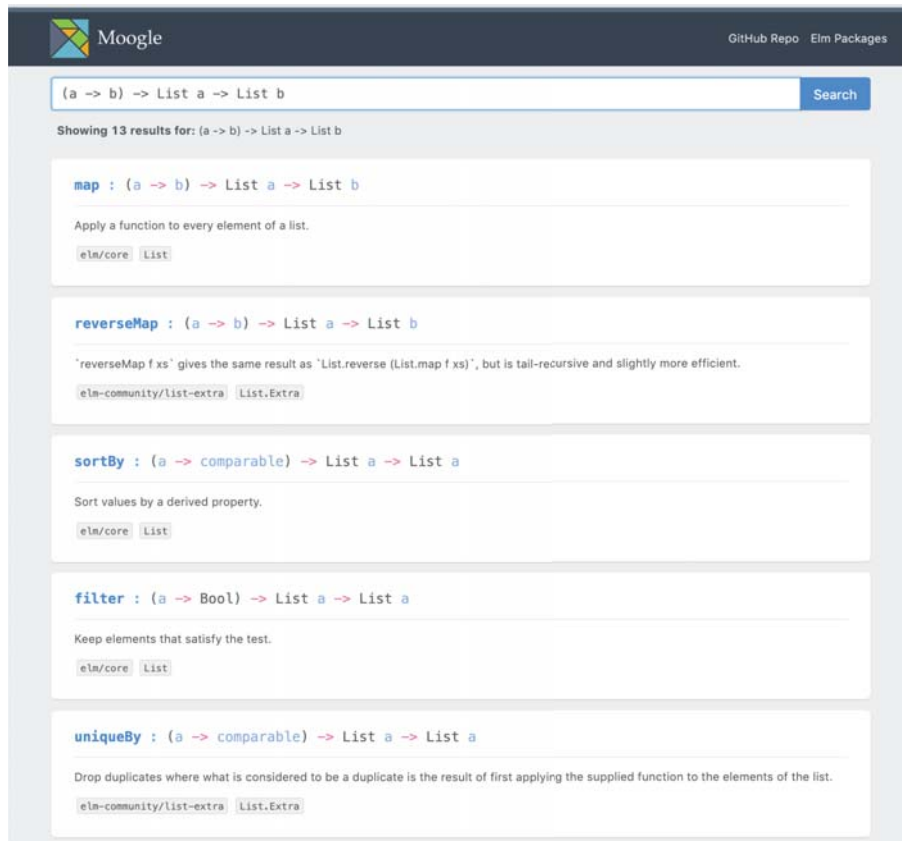 Moogle
GitHub Repo Elm Packages
(a -> b) -> List a -> List b
Search
Showing 13 results for: (a -> b) -> List a -> List b
map : (a -> b) -> List a -> List b
Apply a function to every element of a list.
elm/core List
reverseMap : (a -> b) -> List a -> List b
`reverseMap f xs` gives the same result as `List.reverse (List.map f xs)`, but is tail-recursive and slightly more efficient.
elm-community/list-extra List.Extra
sortBy : (a -> comparable) -> List a -> List a
Sort values by a derived property.
elm/core List
filter : (a -> Bool) -> List a -> List a
Keep elements that satisfy the test.
elm/core List
uniqueBy : (a -> comparable) -> List a -> List a
Drop duplicates where what is considered to be a duplicate is the result of first applying the supplied function to the elements of the list.
elm-community/list-extra List.Extra